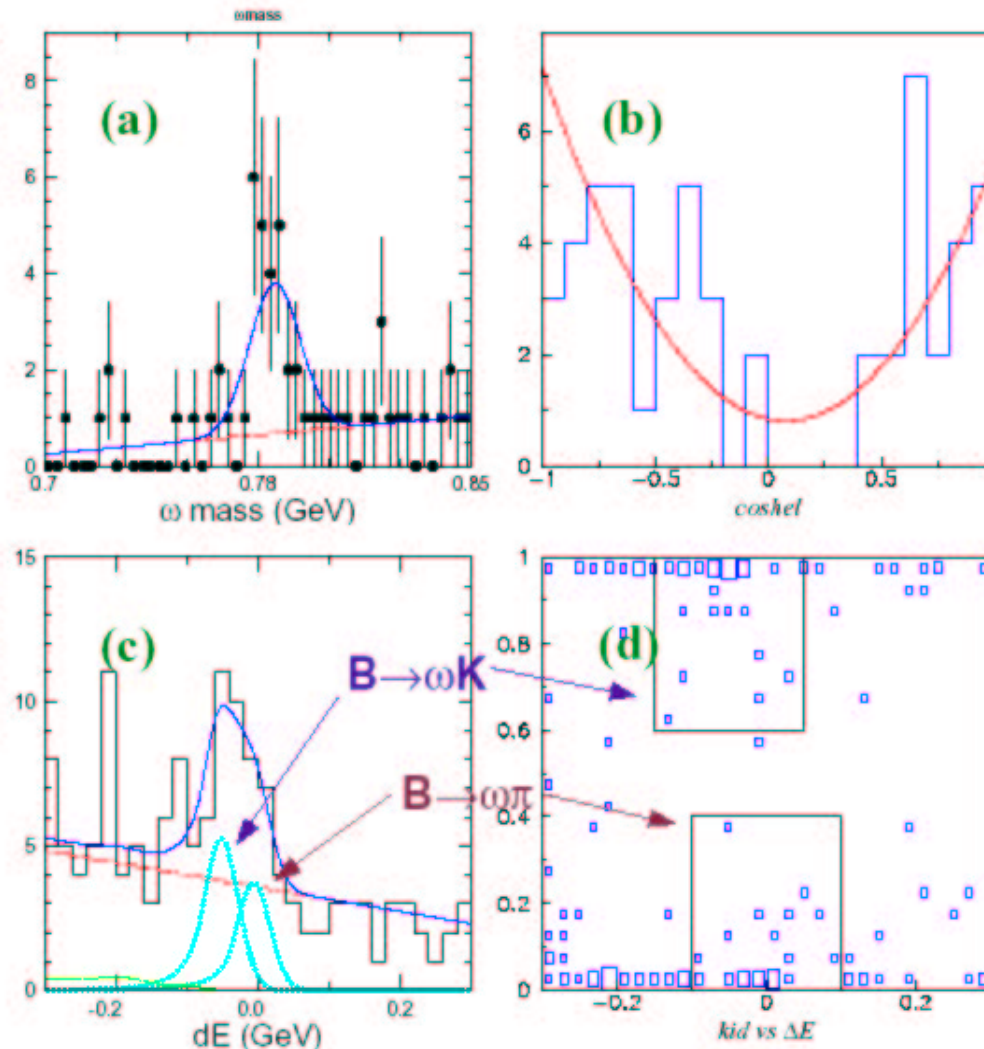 ωmass
(a)
8
6
4
2
0
0.7
0.78
0.85
ω mass (GeV)
(b)
6
4
2
0
-1
-0.5
0
0.5
coshel
(c)
15
10
5
0
-0.2
0.0
0.2
dE (GeV)
B→ωK
B→ωπ
(d)
1
0.8
0.6
0.4
0.2
0
-0.2
0
0.2
kid vs ΔE